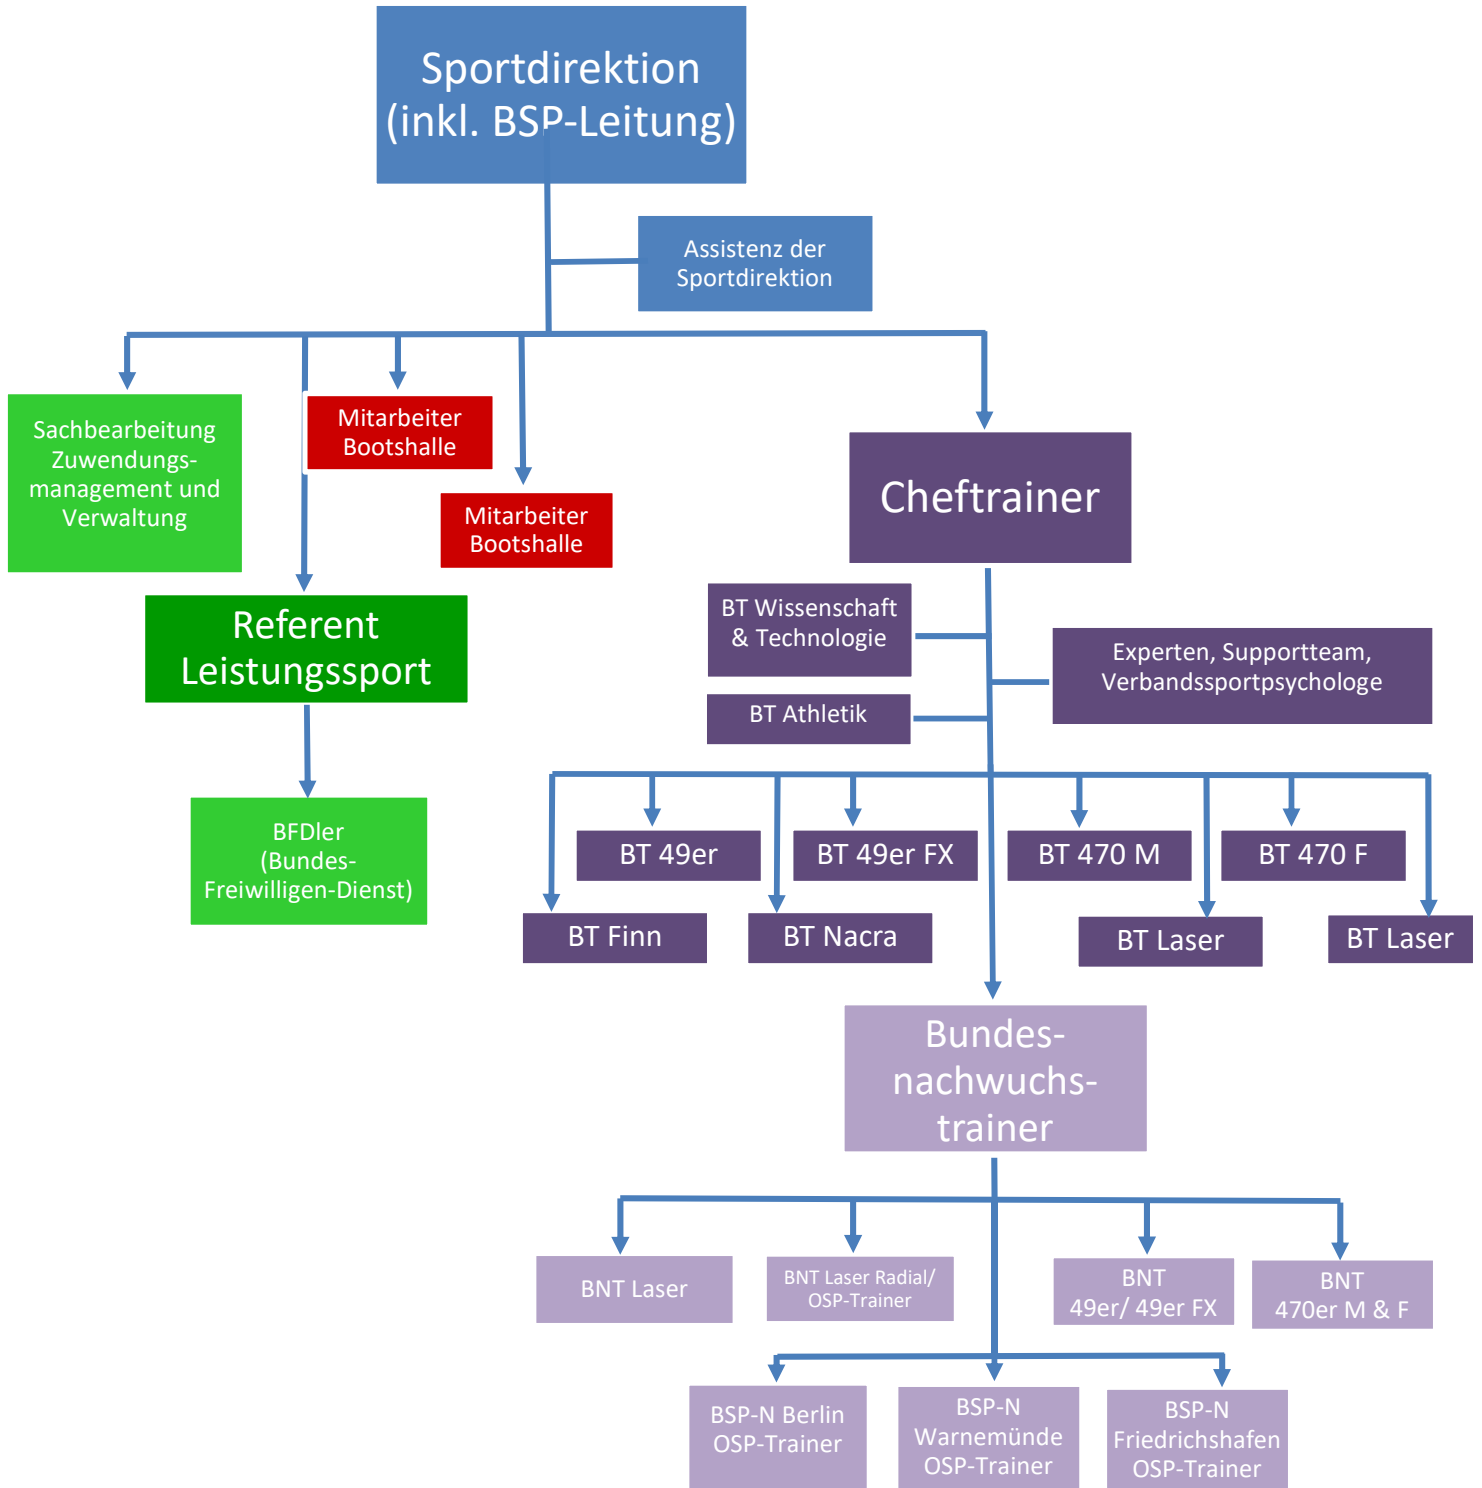 Sportdirektion
(inkl. BSP-Leitung)
Assistenz der
Sportdirektion
Sachbearbeitung
Zuwendungs-
management und
Verwaltung
Mitarbeiter
Bootshalle
Mitarbeiter
Bootshalle
Cheftrainer
Referent
Leistungssport
BT Wissenschaft
& Technologie
Experten, Supportteam,
Verbandssportpsychologe
BT Athletik
BFDler
(Bundes-
Freiwilligen-Dienst)
BT 49er
BT 49er FX
BT 470 M
BT 470 F
BT Finn
BT Nacra
BT Laser
BT Laser
Bundes-
nachwuchs-
trainer
BNT Laser
BNT Laser Radial/
OSP-Trainer
BNT
49er/ 49er FX
BNT
470er M & F
BSP-N Berlin
OSP-Trainer
BSP-N
Warnemünde
OSP-Trainer
BSP-N
Friedrichshafen
OSP-Trainer